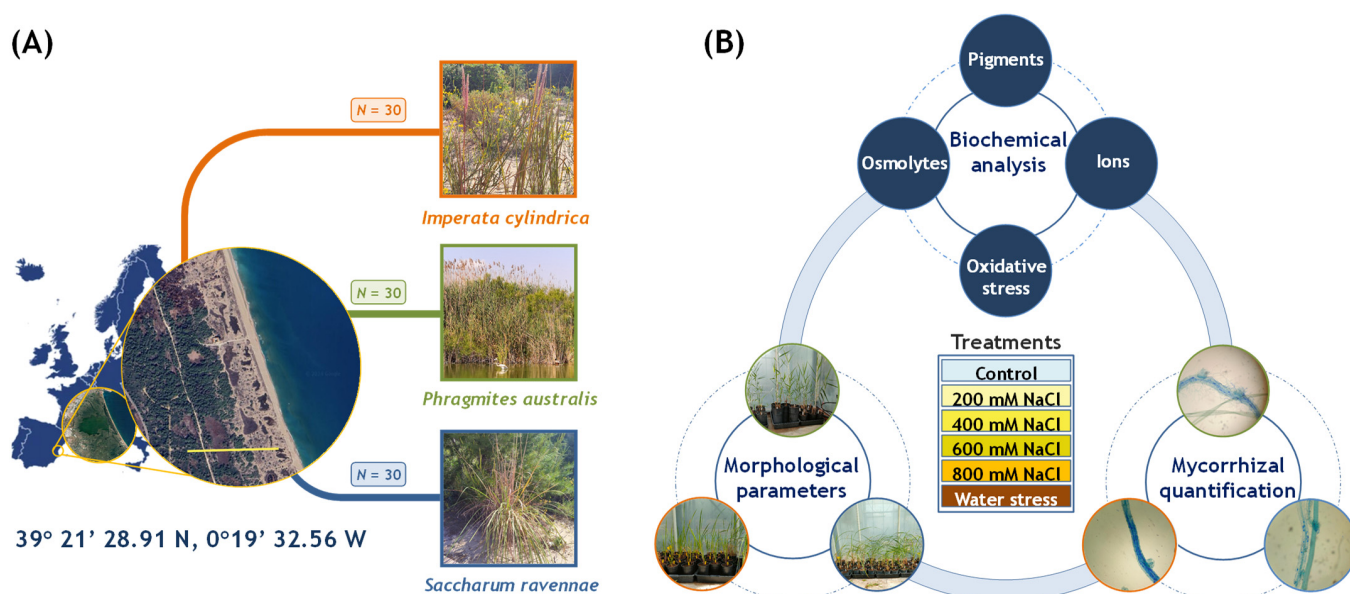 (A)
N = 30
Imperata cylindrica
N = 30
Phragmites australis
N = 30
Saccharum ravennae
39° 21’ 28.91 N, 0°19’ 32.56 W
(B)
Pigments
Osmolytes
Biochemical
analysis
Ions
Oxidative
stress
Treatments
Control
200 mM NaCl
400 mM NaCl
600 mM NaCl
800 mM NaCl
Water stress
Morphological
parameters
Mycorrhizal
quantification